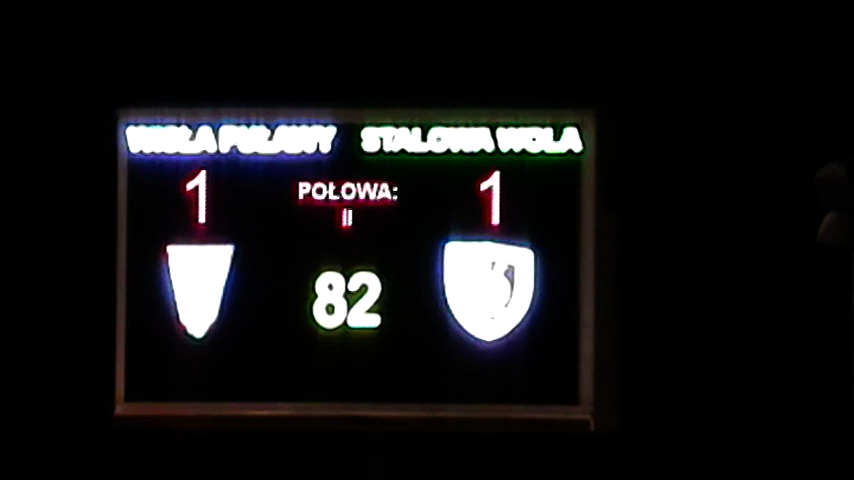 WISŁA PUŁAWY STALOWA WOLA
1 POŁOWA: 1
II
82